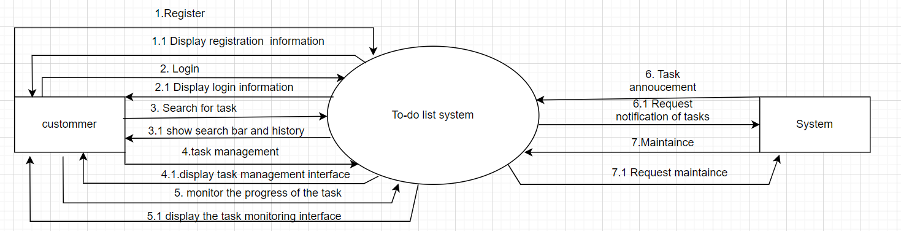 1.Register
1.1 Display registration information
2. Login
2.1 Display login information
3. Search for task
custommer
3.1 show search bar and history
4.task management
4.1.display task management interface
5. monitor the progress of the task
5.1 display the task monitoring interface
To-do list system
6. Task
annoucement
6.1 Request
notification of tasks
System
7.Maintaince
7.1 Request maintaince